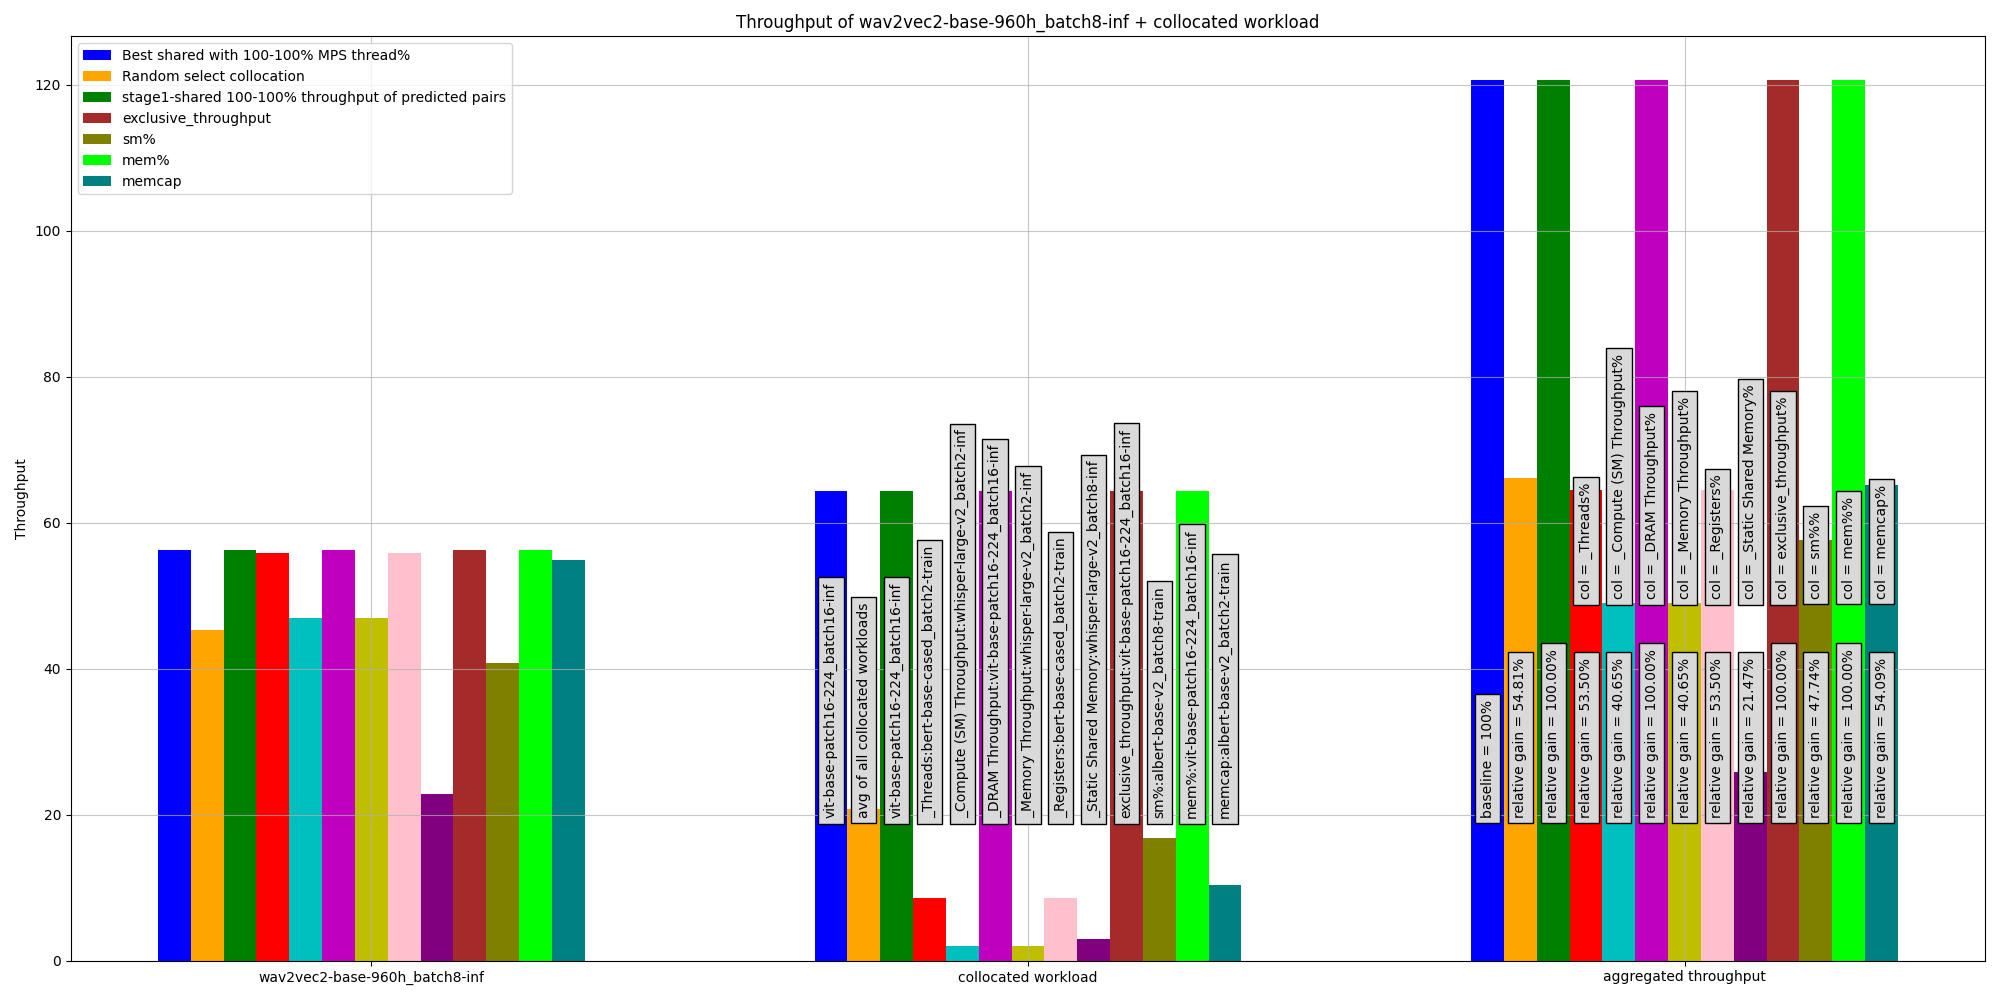 Throughput of wav2vec2-base-960h_batch8-inf + collocated workload
Best shared with 100-100% MPS thread%
Random select collocation
stage1-shared 100-100% throughput of predicted pairs
exclusive_throughput
sm%
mem%
memcap
Throughput
120
100
80
60
40
20
0
vit-base-patch16-224_batch16-inf
avg of all collocated workloads
vit-base-patch16-224_batch16-inf
_Threads:bert-base-cased_batch2-train
_Compute (SM) Throughput:whisper-large-v2_batch2-inf
_DRAM Throughput:vit-base-patch16-224_batch16-inf
_Memory Throughput:whisper-large-v2_batch2-inf
_Registers:bert-base-cased_batch2-train
_Static Shared Memory:whisper-large-v2_batch8-inf
exclusive_throughput:vit-base-patch16-224_batch16-inf
sm%:albert-base-v2_batch8-train
mem%:vit-base-patch16-224_batch16-inf
memcap:albert-base-v2_batch2-train
col = _Threads%
col = _Compute (SM) Throughput%
col = _DRAM Throughput%
col = _Memory Throughput%
col = _Registers%
col = _Static Shared Memory%
col = exclusive_throughput%
col = sm%%
col = mem%%
col = memcap%
baseline = 100%
relative gain = 54.81%
relative gain = 100.00%
relative gain = 53.50%
relative gain = 40.65%
relative gain = 100.00%
relative gain = 40.65%
relative gain = 53.50%
relative gain = 21.47%
relative gain = 100.00%
relative gain = 47.74%
relative gain = 100.00%
relative gain = 54.09%
wav2vec2-base-960h_batch8-inf
collocated workload
aggregated throughput